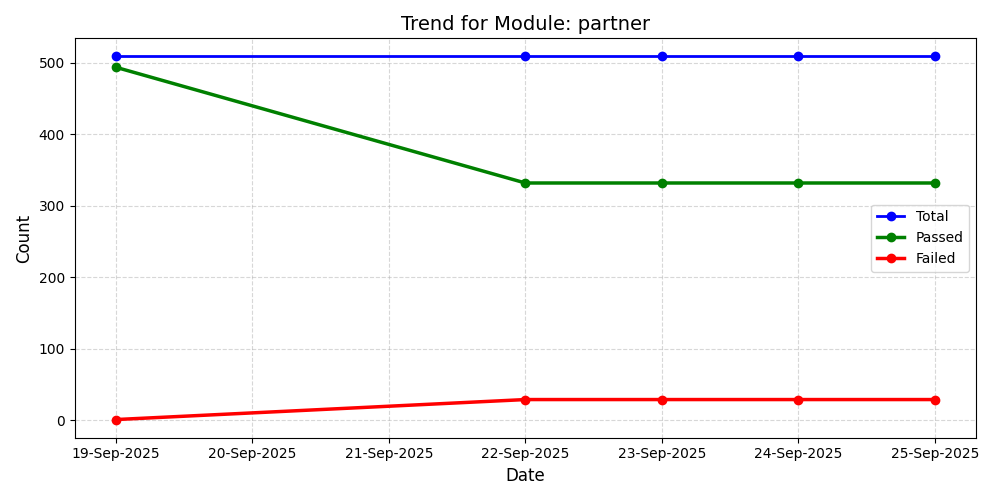 Trend for Module: partner
500
400
300
200
100
0
Count
Total
Passed
Failed
19-Sep-2025 20-Sep-2025 21-Sep-2025 22-Sep-2025 23-Sep-2025 24-Sep-2025 25-Sep-2025
Date